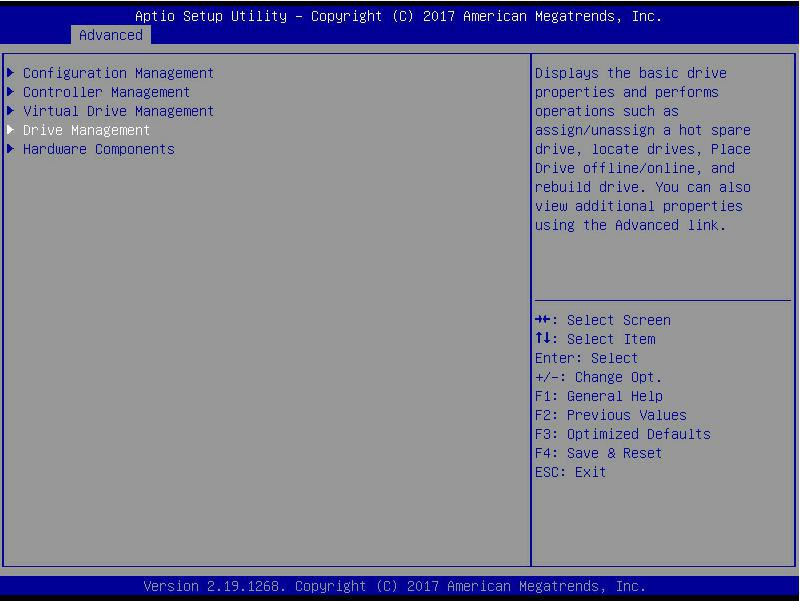 Aptio Setup Utility – Copyright (C) 2017 American Megatrends, Inc.
Advanced
Configuration Management
Controller Management
Virtual Drive Management
Drive Management
Hardware Components
Displays the basic drive
properties and performs
operations such as
assign/unassign a hot spare
drive, locate drives, Place
Drive offline/online, and
rebuild drive. You can also
view additional properties
using the Advanced link.
→←: Select Screen
↑↓: Select Item
Enter: Select
+/-: Change Opt.
F1: General Help
F2: Previous Values
F3: Optimized Defaults
F4: Save & Reset
ESC: Exit
Version 2.19.1268. Copyright (C) 2017 American Megatrends, Inc.